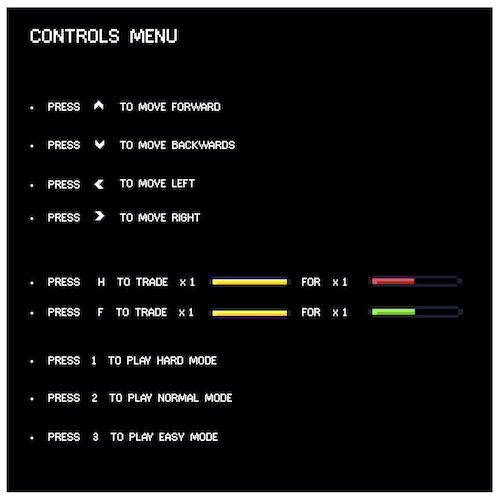 CONTROLS MENU
• PRESS ^ TO MOVE FORWARD
• PRESS v TO MOVE BACKWARDS
• PRESS < TO MOVE LEFT
• PRESS > TO MOVE RIGHT
• PRESS H TO TRADE x 1 FOR x 1
• PRESS F TO TRADE x 1 FOR x 1
• PRESS 1 TO PLAY HARD MODE
• PRESS 2 TO PLAY NORMAL MODE
• PRESS 3 TO PLAY EASY MODE